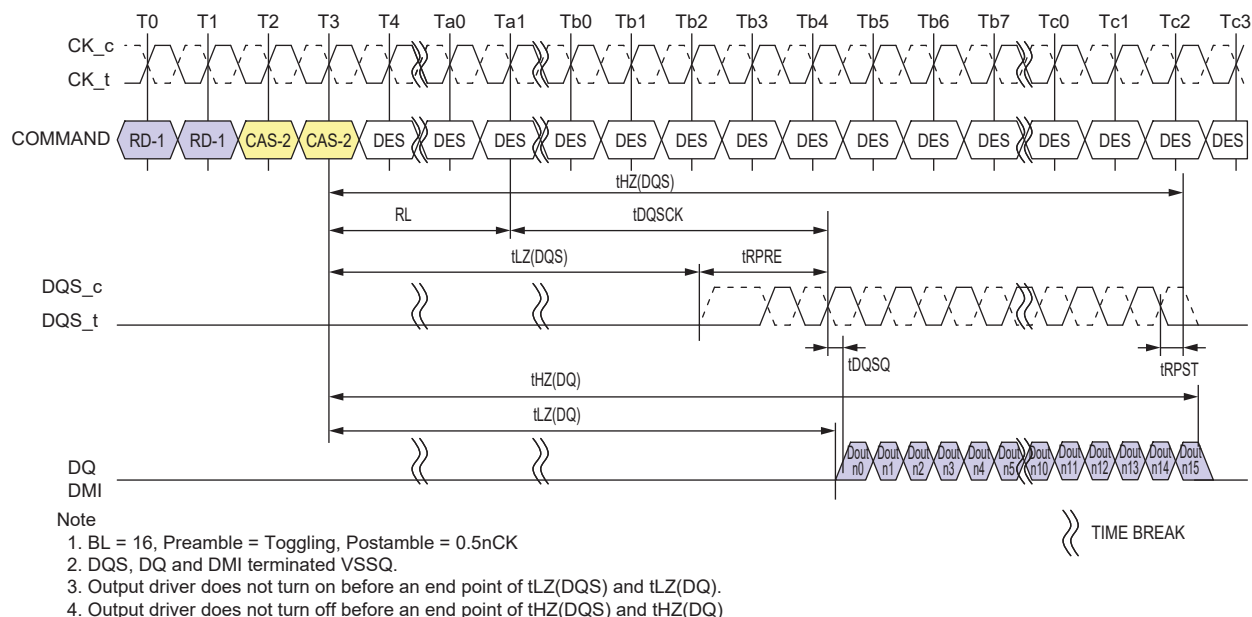 T0 T1 T2 T3 T4 Ta0 Ta1 Tb0 Tb1 Tb2 Tb3 Tb4 Tb5 Tb6 Tb7 Tc0 Tc1 Tc2 Tc3
CK_c
CK_t
COMMAND RD-1 RD-1 CAS-2 CAS-2 DES DES DES DES DES DES DES DES DES DES DES DES DES DES DES
tHZ(DQS)
RL tDQSCK
tLZ(DQS) tRPRE
DQS_c
DQS_t
tDQSQ tRPST
tHZ(DQ)
tLZ(DQ)
Dout Dout Dout Dout Dout Dout Dout Dout Dout Dout Dout Dout
n0 n1 n2 n3 n4 n5 n10 n11 n12 n13 n14 n15
DQ
DMI
TIME BREAK
Note
1. BL = 16, Preamble = Toggling, Postamble = 0.5nCK
2. DQS, DQ and DMI terminated VSSQ.
3. Output driver does not turn on before an end point of tLZ(DQS) and tLZ(DQ).
4. Output driver does not turn off before an end point of tHZ(DQS) and tHZ(DQ)